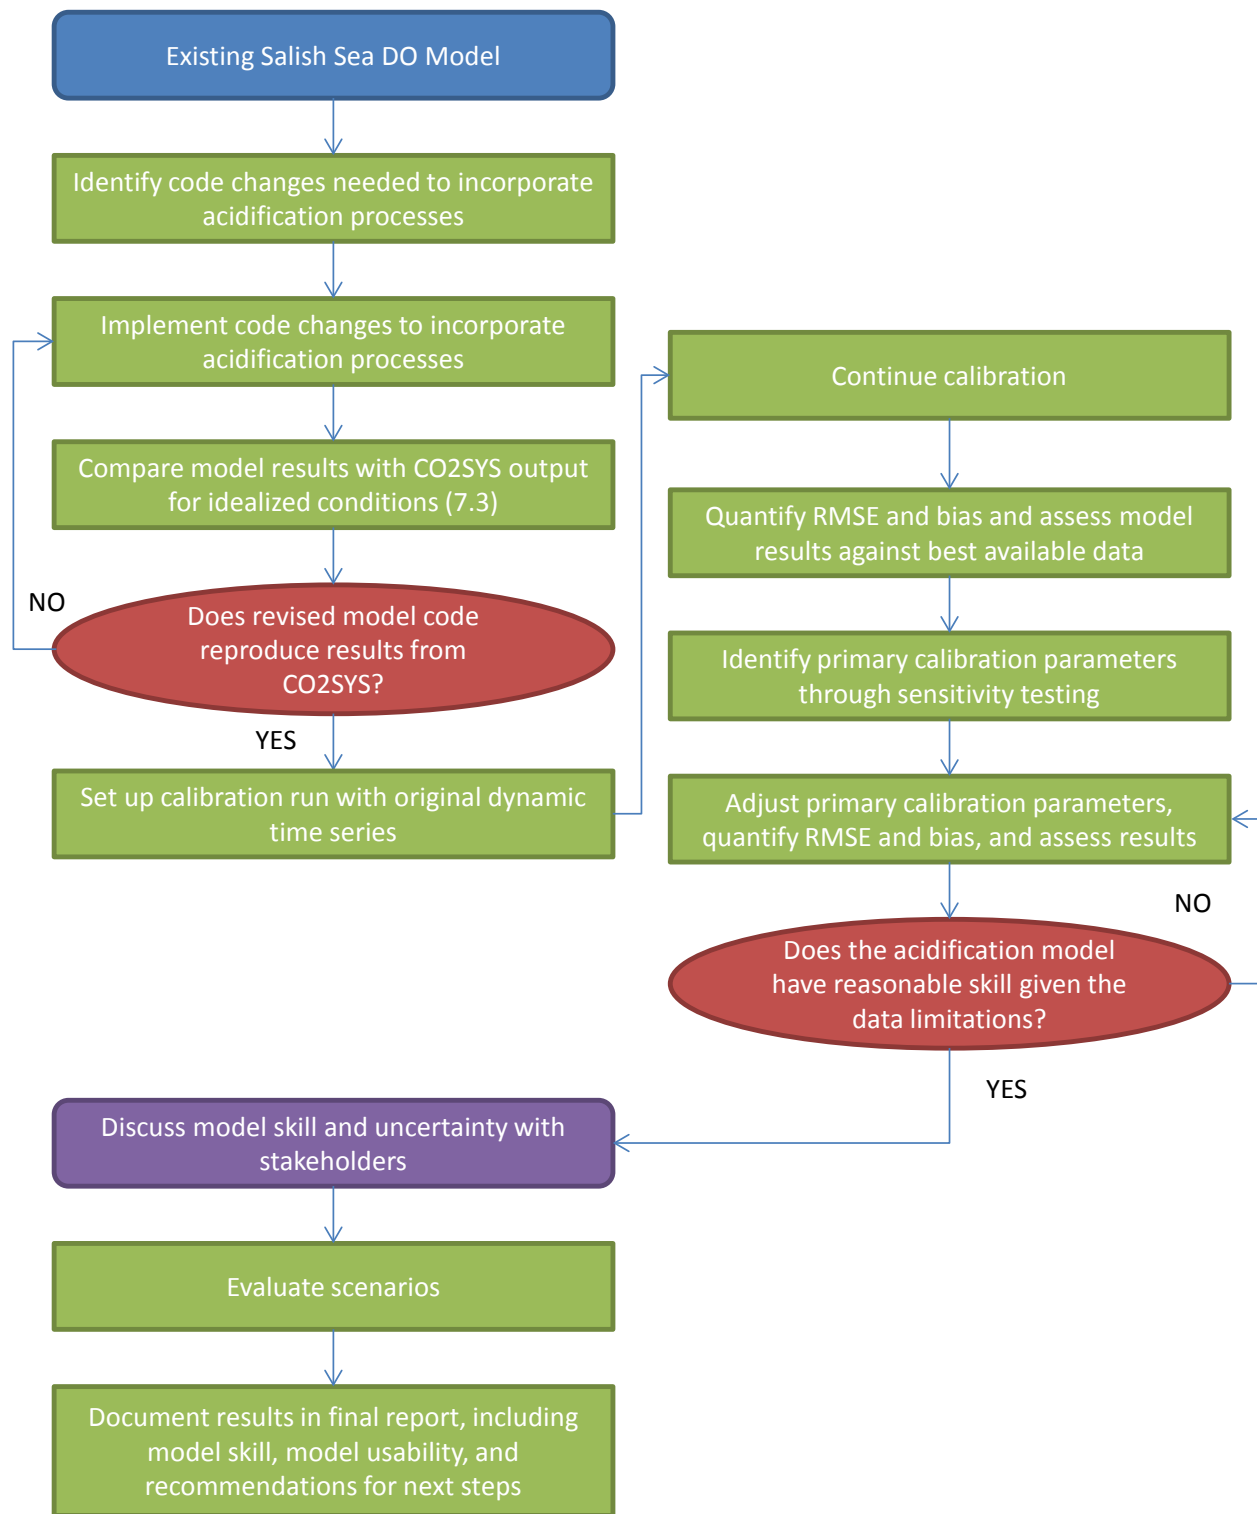 Existing Salish Sea DO Model
Identify code changes needed to incorporate
acidification processes
Implement code changes to incorporate
acidification processes
Compare model results with CO2SYS output
for idealized conditions (7.3)
NO
Does revised model code
reproduce results from
CO2SYS?
YES
Set up calibration run with original dynamic
time series
Continue calibration
Quantify RMSE and bias and assess model
results against best available data
Identify primary calibration parameters
through sensitivity testing
Adjust primary calibration parameters,
quantify RMSE and bias, and assess results
NO
Does the acidification model
have reasonable skill given the
data limitations?
YES
Discuss model skill and uncertainty with
stakeholders
Evaluate scenarios
Document results in final report, including
model skill, model usability, and
recommendations for next steps